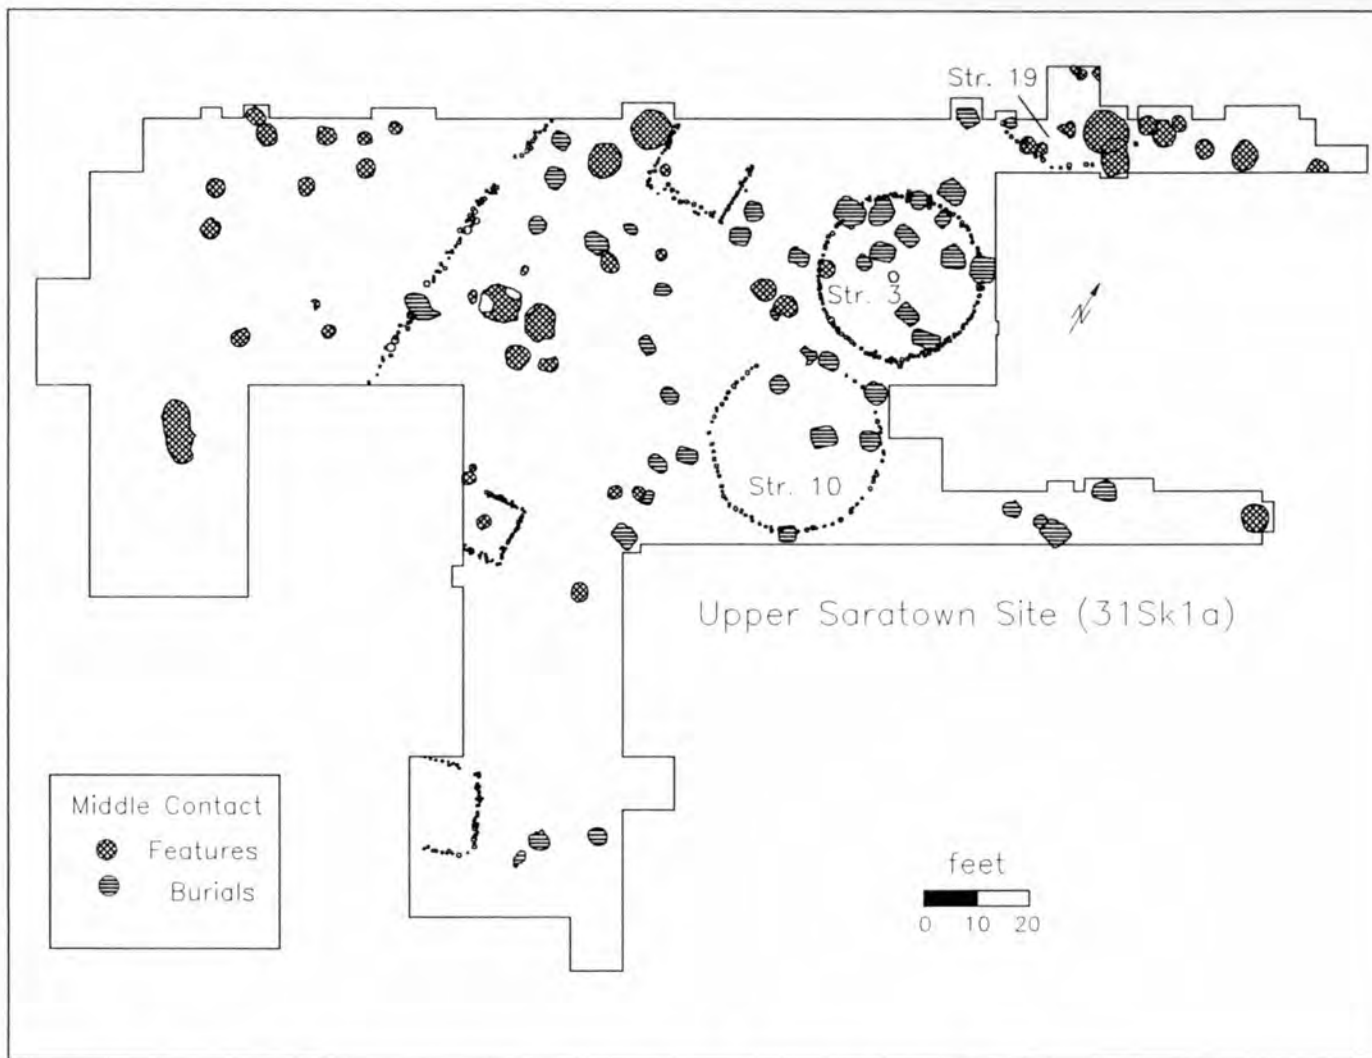 Str. 19
N
Str. 3
Str. 10
Upper Saratown Site (31Sk1a)
Middle Contact
Features
Burials
feet
0 10 20